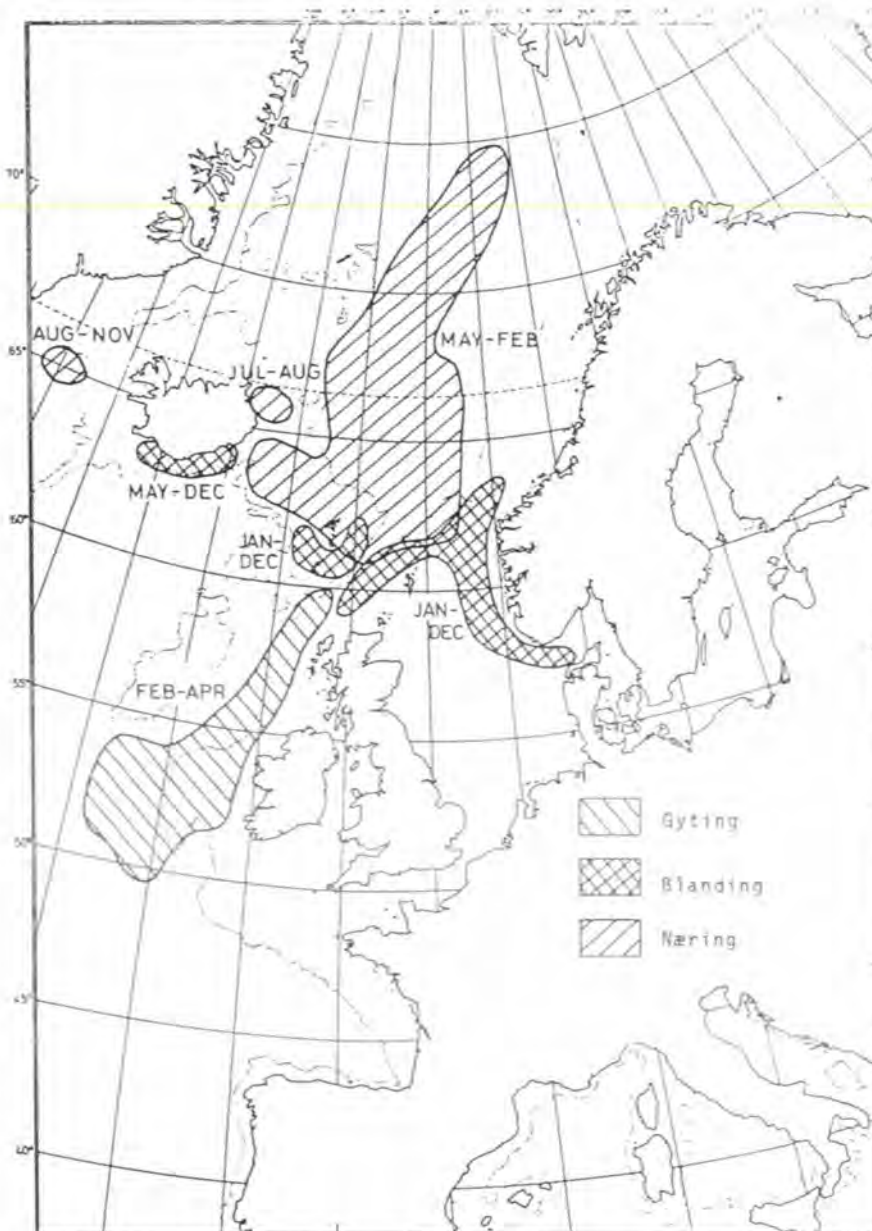 70°
AUG-NOV
65°
MAY-FEB
JUL-AUG
MAY-DEC
60°
JAN-
DEC
JAN-
DEC
55°
FEB-APR
50°
Gyting
Blanding
Næring
45°
40°